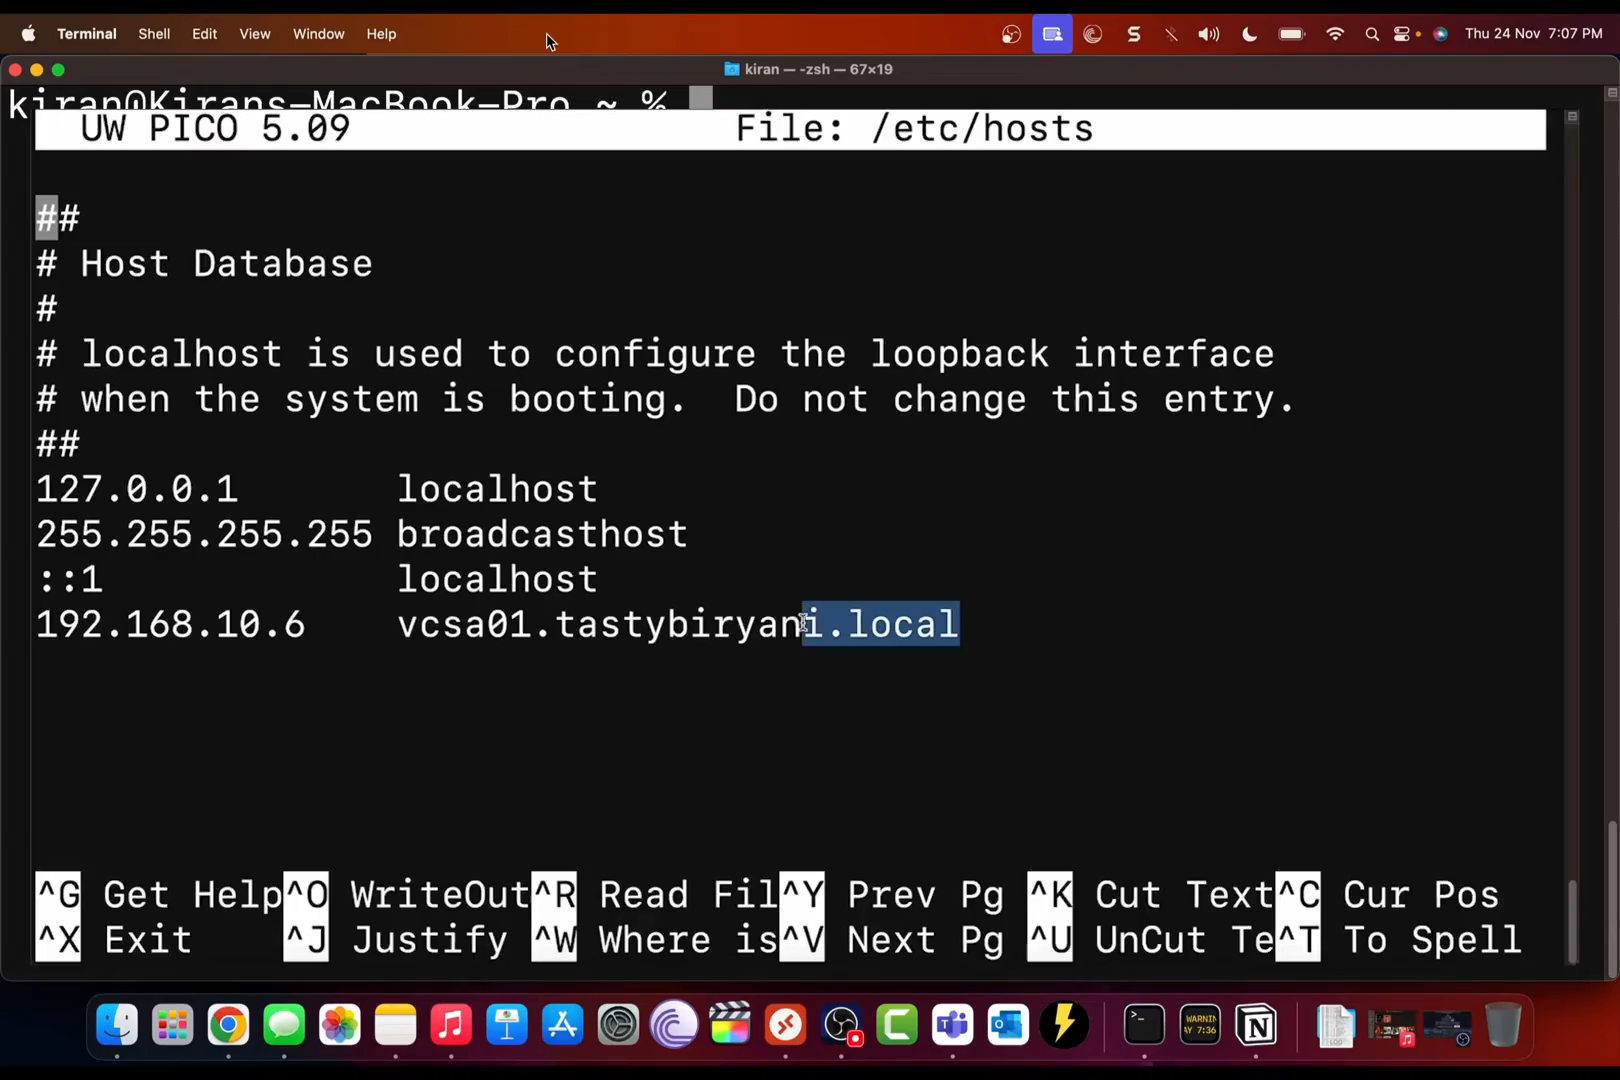 Terminal Shell Edit View Window Help Thu 24 Nov 7:07 PM
kiran — -zsh — 67×19
kiran@Kirans-MacBook-Pro ~ %
UW PICO 5.09 File: /etc/hosts
##
# Host Database
#
# localhost is used to configure the loopback interface
# when the system is booting.  Do not change this entry.
##
127.0.0.1 localhost
255.255.255.255 broadcasthost
::1 localhost
192.168.10.6 vcsa01.tastybiryani.local
^G Get Help ^O WriteOut ^R Read Fil ^Y Prev Pg ^K Cut Text ^C Cur Pos
^X Exit ^J Justify ^W Where is ^V Next Pg ^U UnCut Te ^T To Spell
WARNIN
AY 7:36